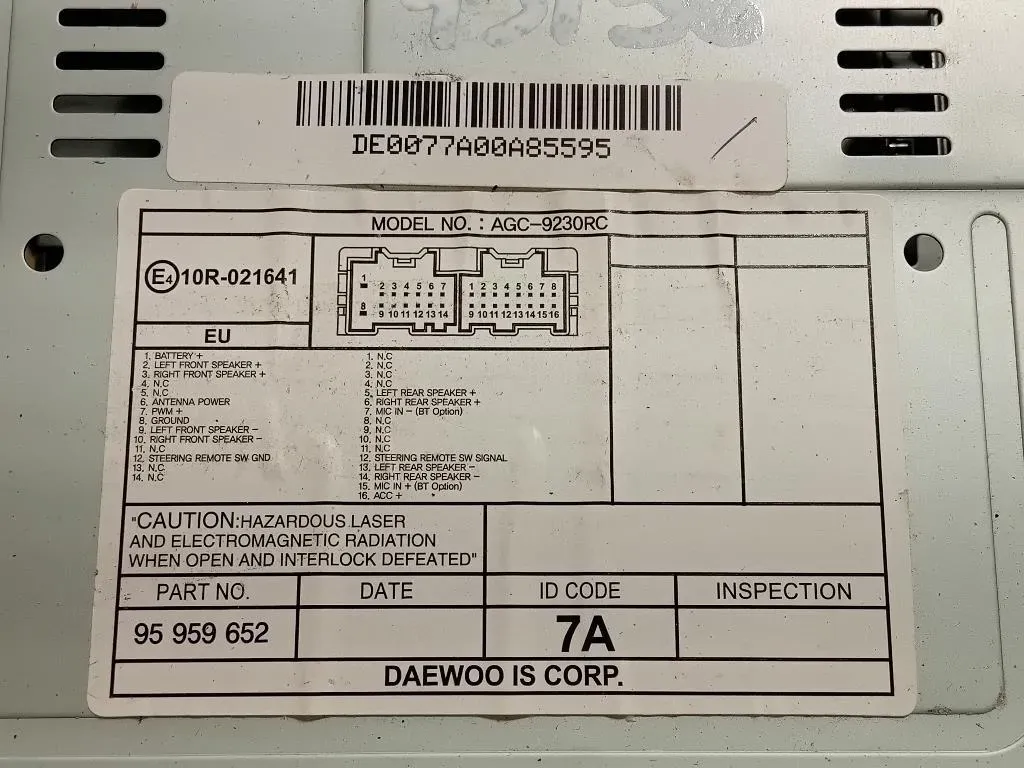 DE0077A00A85595
MODEL NO. : AGC-9230RC
E4 10R-021641
EU
1 2 3 4 5 6 7
8 9 10 11 12 13 14
1 2 3 4 5 6 7 8
9 10 11 12 13 14 15 16
1. BATTERY +
2. LEFT FRONT SPEAKER +
3. RIGHT FRONT SPEAKER +
4. N.C
5. N.C
6. ANTENNA POWER
7. PWM +
8. GROUND
9. LEFT FRONT SPEAKER -
10. RIGHT FRONT SPEAKER -
11. N.C
12. STEERING REMOTE SW GND
13. N.C
14. N.C
1. N.C
2. N.C
3. N.C
4. N.C
5. LEFT REAR SPEAKER +
6. RIGHT REAR SPEAKER +
7. MIC IN - (BT Option)
8. N.C
9. N.C
10. N.C
11. N.C
12. STEERING REMOTE SW SIGNAL
13. LEFT REAR SPEAKER -
14. RIGHT REAR SPEAKER -
15. MIC IN + (BT Option)
16. ACC +
"CAUTION:HAZARDOUS LASER
AND ELECTROMAGNETIC RADIATION
WHEN OPEN AND INTERLOCK DEFEATED"
PART NO. DATE ID CODE INSPECTION
95 959 652 7A
DAEWOO IS CORP.